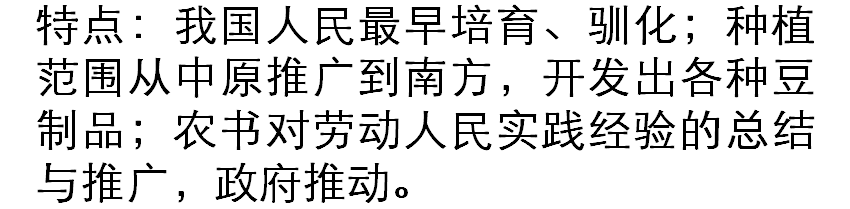 特点：我国人民最早培育、驯化；种植
范围从中原推广到南方，开发出各种豆
制品；农书对劳动人民实践经验的总结
与推广，政府推动。